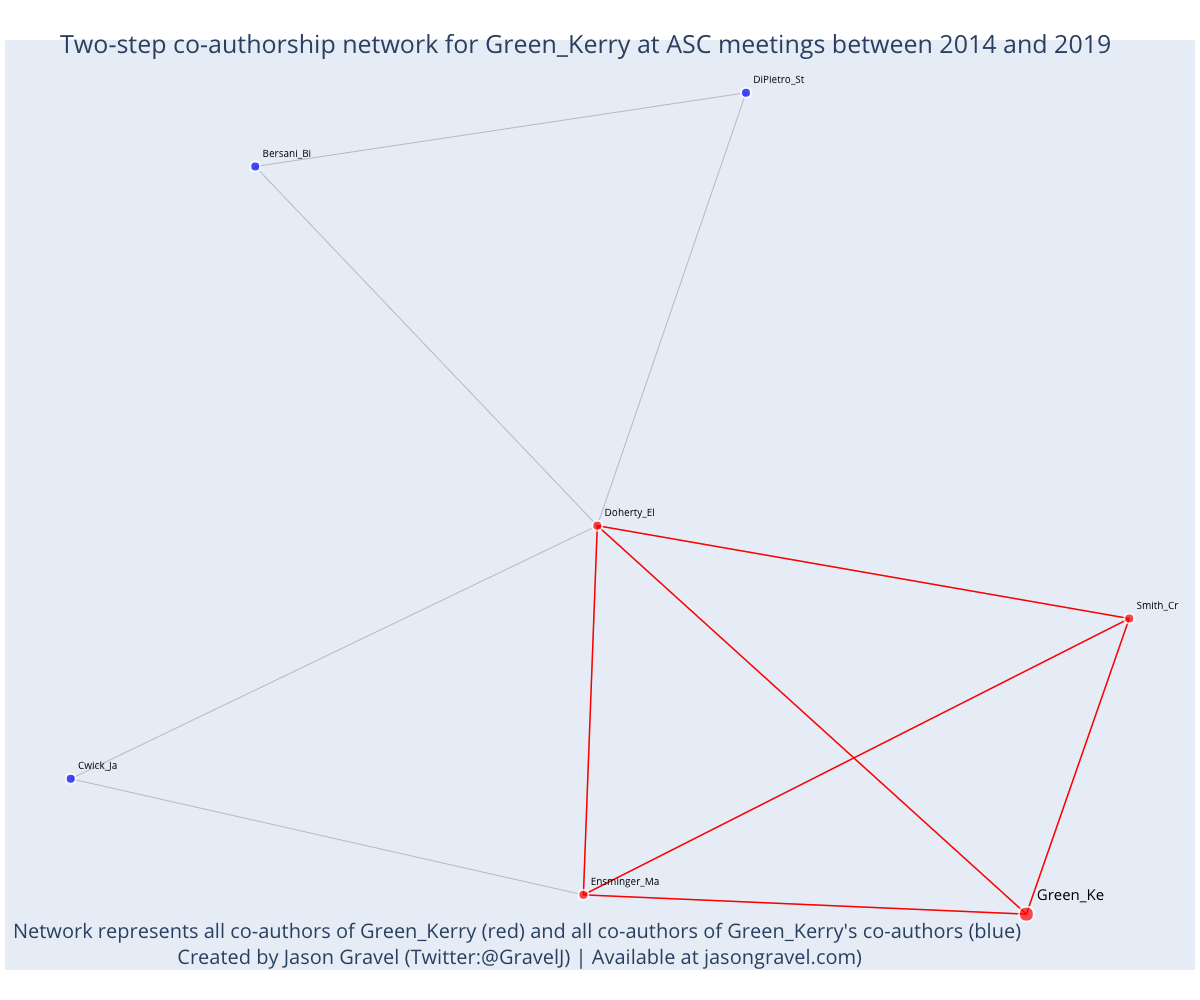 Two-step co-authorship network for Green_Kerry at ASC meetings between 2014 and 2019
DiPietro_St
Bersani_Bi
Doherty_El
Smith_Cr
Cwick_Ja
Ensminger_Ma
Green_Ke
Network represents all co-authors of Green_Kerry (red) and all co-authors of Green_Kerry's co-authors (blue)
Created by Jason Gravel (Twitter:@GravelJ) | Available at jasongravel.com)